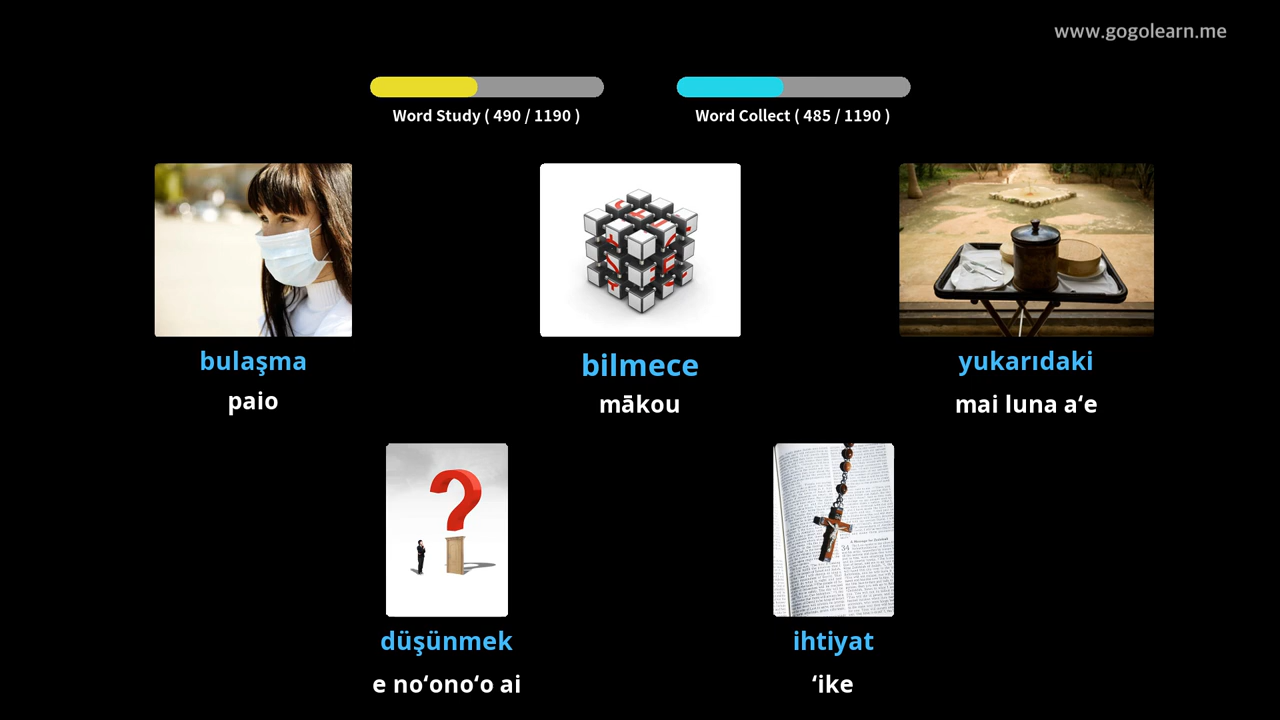 www.gogolearn.me
Word Study ( 490 / 1190 )
Word Collect ( 485 / 1190 )
bulaşma
paio
bilmece
mākou
yukarıdaki
mai luna aʻe
düşünmek
e noʻonoʻo ai
ihtiyat
ʻike